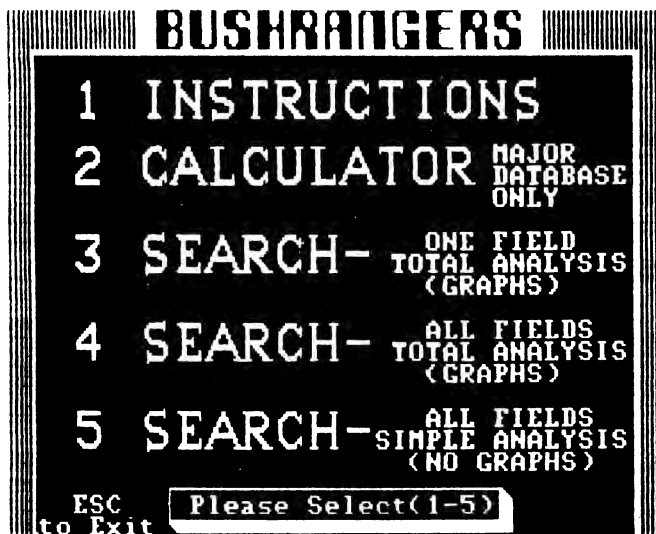 BUSHRANGERS
1 INSTRUCTIONS
2 CALCULATOR MAJOR
DATABASE
ONLY
3 SEARCH- ONE FIELD
TOTAL ANALYSIS
(GRAPHS)
4 SEARCH- ALL FIELDS
TOTAL ANALYSIS
(GRAPHS)
5 SEARCH- ALL FIELDS
SIMPLE ANALYSIS
(NO GRAPHS)
ESC
to Exit
Please Select(1-5)